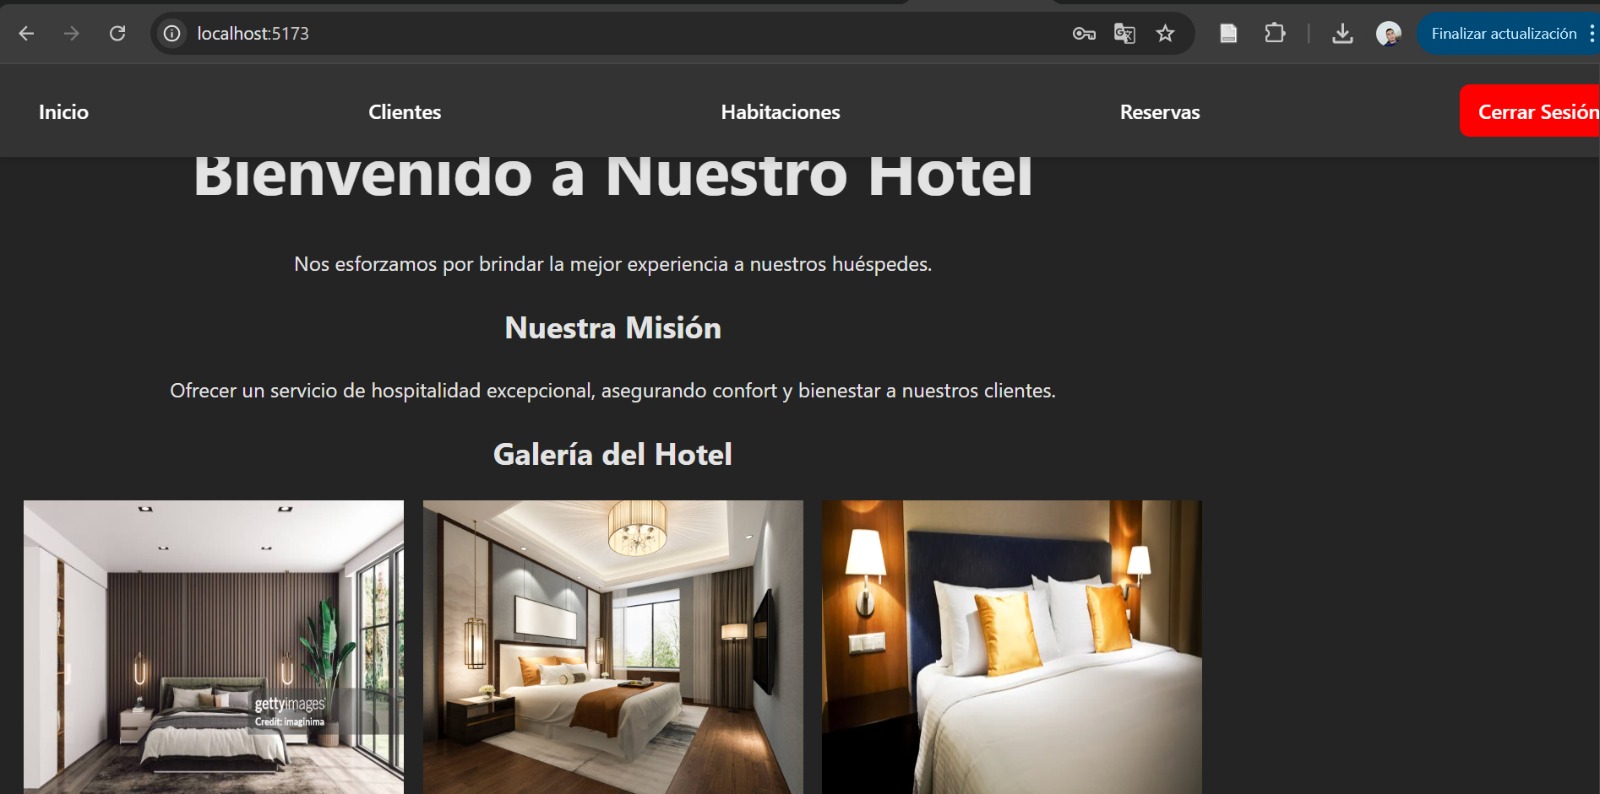 localhost:5173
Finalizar actualización
Inicio
Clientes
Habitaciones
Reservas
Cerrar Sesión
Bienvenido a Nuestro Hotel
Nos esforzamos por brindar la mejor experiencia a nuestros huéspedes.
Nuestra Misión
Ofrecer un servicio de hospitalidad excepcional, asegurando confort y bienestar a nuestros clientes.
Galería del Hotel
gettyimages
Credit: imaginima